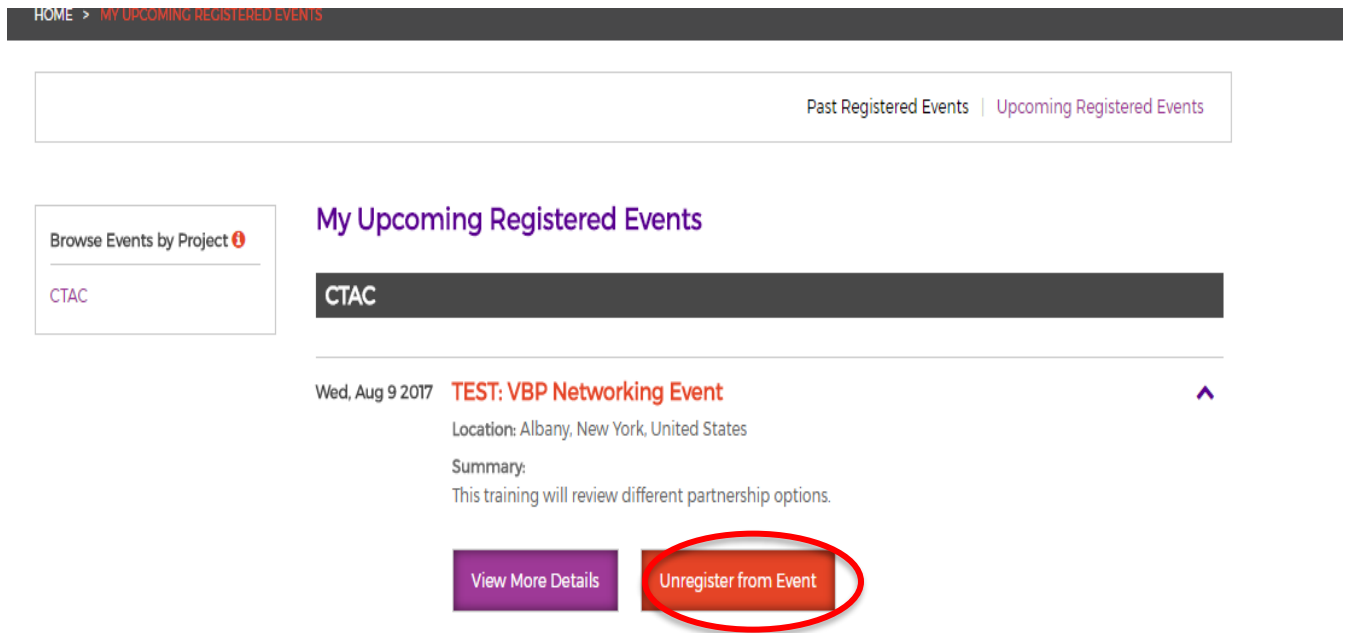 HOME > MY UPCOMING REGISTERED EVENTS
Past Registered Events | Upcoming Registered Events
Browse Events by Project
CTAC
My Upcoming Registered Events
CTAC
Wed, Aug 9 2017 TEST: VBP Networking Event
Location: Albany, New York, United States
Summary:
This training will review different partnership options.
View More Details Unregister from Event